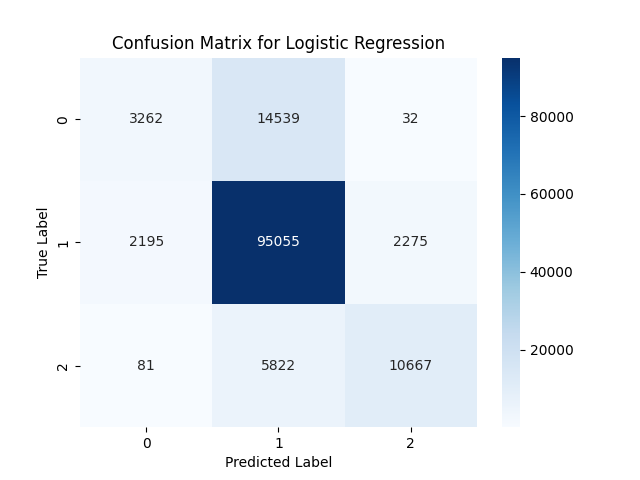 Confusion Matrix for Logistic Regression
0 3262 14539 32
1 2195 95055 2275
2 81 5822 10667
0 1 2
True Label
Predicted Label
80000
60000
40000
20000